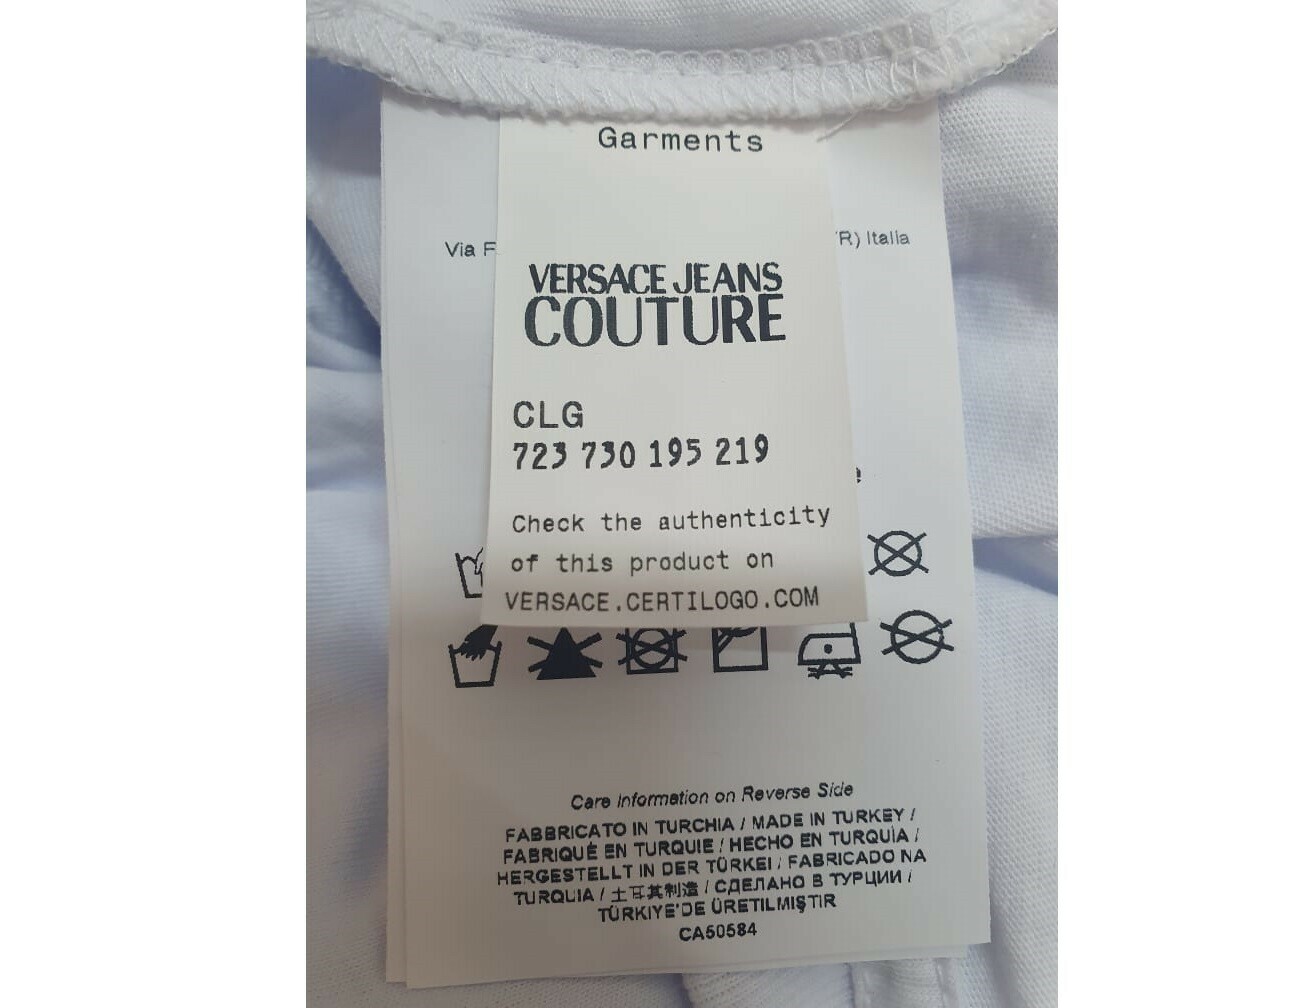 Garments
Via F
R) Italia
VERSACE JEANS
COUTURE
CLG
723 730 195 219
Check the authenticity
of this product on
VERSACE.CERTILOGO.COM
Care Information on Reverse Side
FABBRICATO IN TURCHIA / MADE IN TURKEY /
FABRIQUÉ EN TURQUIE / HECHO EN TURQUÍA /
HERGESTELLT IN DER TÜRKEI / FABRICADO NA
TURQUIA / 土耳其制造 / СДЕЛАНО В ТУРЦИИ /
TÜRKIYE'DE ÜRETILMIŞTIR
CA50584